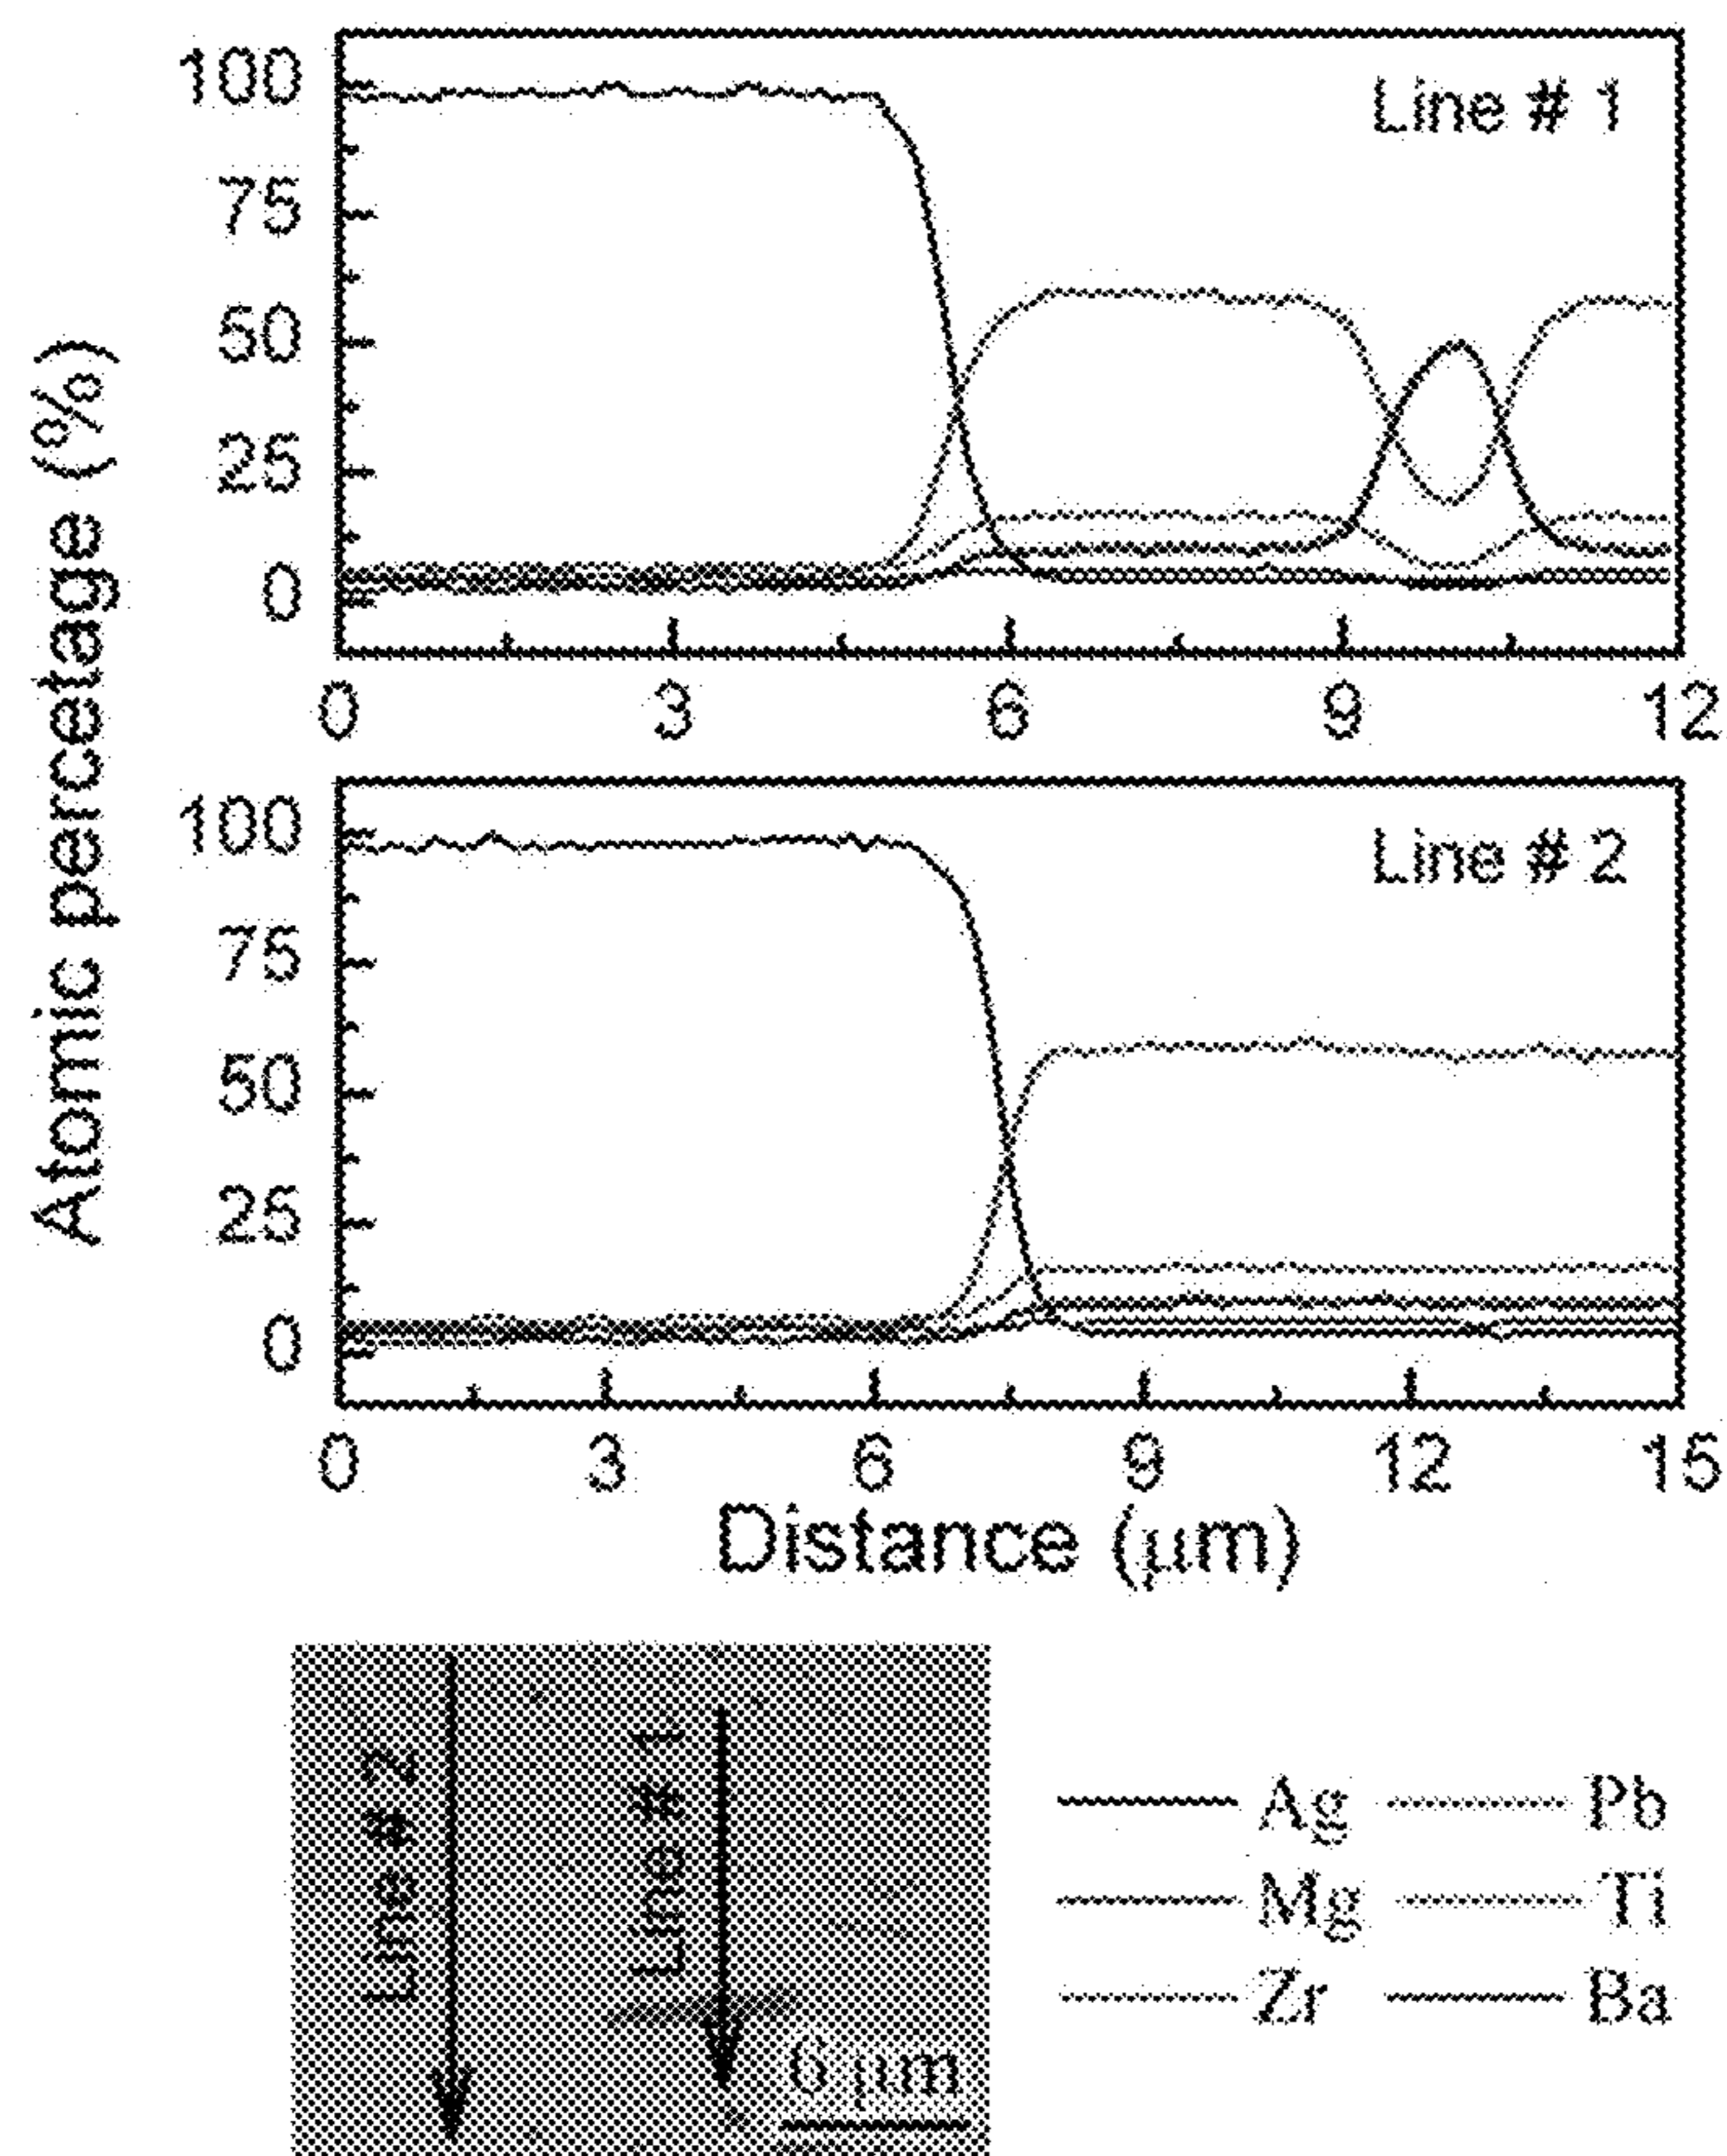 Atomic percetage (%)
Line # 1
100
75
50
25
0
0 3 6 9 12
Line # 2
100
75
50
25
0
0 3 6 9 12 15
Distance (μm)
Line # 2
Line # 1
6 μm
Ag Pb
Mg Ti
Zr Ba